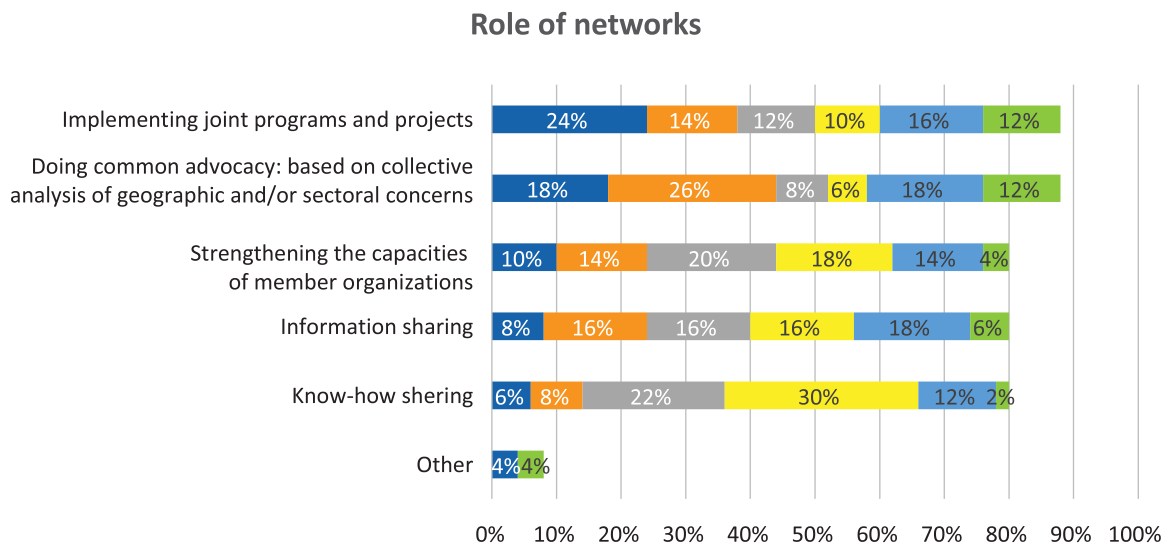 Role of networks
Implementing joint programs and projects
24% 14% 12% 10% 16% 12%
Doing common advocacy: based on collective
analysis of geographic and/or sectoral concerns
18% 26% 8% 6% 18% 12%
Strengthening the capacities
of member organizations
10% 14% 20% 18% 14% 4%
Information sharing
8% 16% 16% 16% 18% 6%
Know-how shering
6% 8% 22% 30% 12% 2%
Other
4% 4%
0% 10% 20% 30% 40% 50% 60% 70% 80% 90% 100%